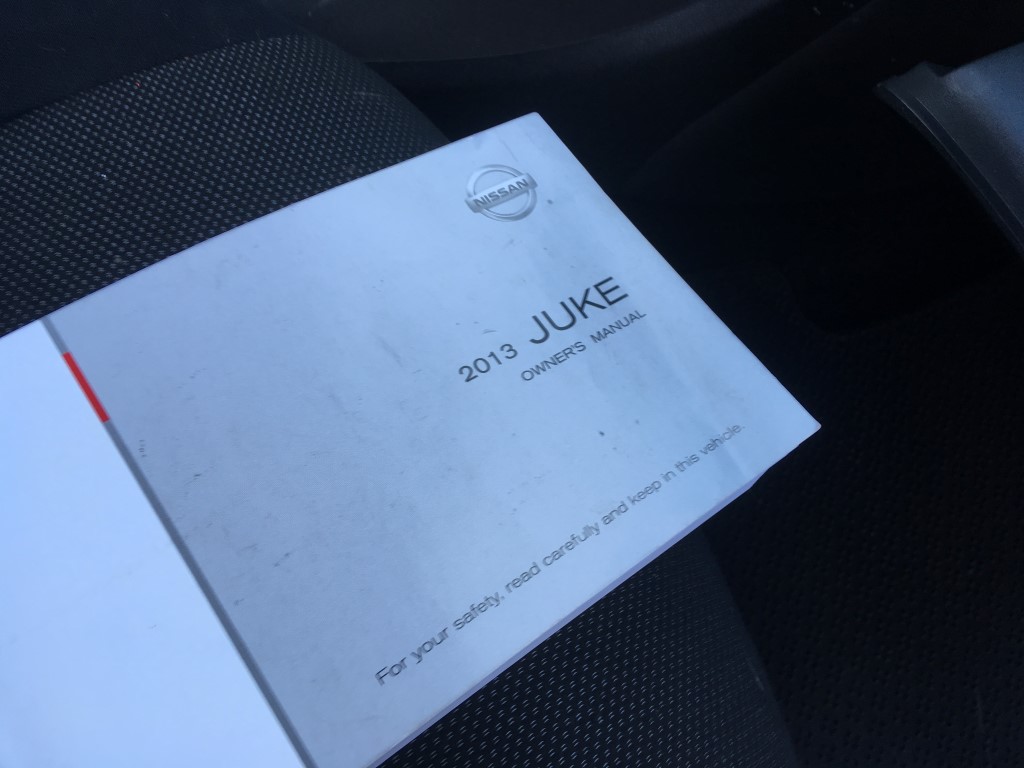 NISSAN
2013 JUKE
OWNER'S MANUAL
For your safety, read carefully and keep in this vehicle.